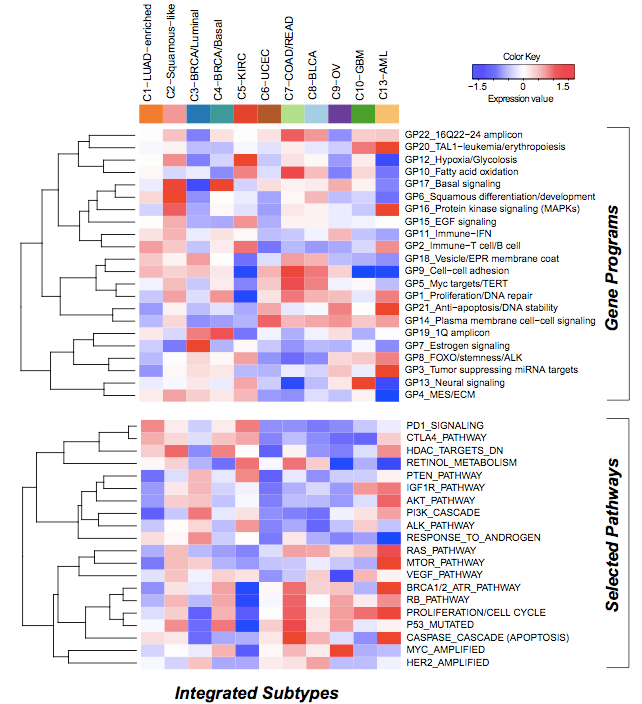 C1-LUAD-enriched
C2-Squamous-like
C3-BRCA/Luminal
C4-BRCA/Basal
C5-KIRC
C6-UCEC
C7-COAD/READ
C8-BLCA
C9-OV
C10-GBM
C13-AML
Color Key
−1.5 0 1.5
Expression value
GP22_16Q22−24 amplicon
GP20_TAL1−leukemia/erythropoiesis
GP12_Hypoxia/Glycolosis
GP10_Fatty acid oxidation
GP17_Basal signaling
GP6_Squamous differentiation/development
GP16_Protein kinase signaling (MAPKs)
GP15_EGF signaling
GP11_Immune−IFN
GP2_Immune−T cell/B cell
GP18_Vesicle/EPR membrane coat
GP9_Cell−cell adhesion
GP5_Myc targets/TERT
GP1_Proliferation/DNA repair
GP21_Anti−apoptosis/DNA stability
GP14_Plasma membrane cell−cell signaling
GP19_1Q amplicon
GP7_Estrogen signaling
GP8_FOXO/stemness/ALK
GP3_Tumor suppressing miRNA targets
GP13_Neural signaling
GP4_MES/ECM
Gene Programs
PD1_SIGNALING
CTLA4_PATHWAY
HDAC_TARGETS_DN
RETINOL_METABOLISM
PTEN_PATHWAY
IGF1R_PATHWAY
AKT_PATHWAY
PI3K_CASCADE
ALK_PATHWAY
RESPONSE_TO_ANDROGEN
RAS_PATHWAY
MTOR_PATHWAY
VEGF_PATHWAY
BRCA1/2_ATR_PATHWAY
RB_PATHWAY
PROLIFERATION/CELL CYCLE
P53_MUTATED
CASPASE_CASCADE (APOPTOSIS)
MYC_AMPLIFIED
HER2_AMPLIFIED
Selected Pathways
Integrated Subtypes